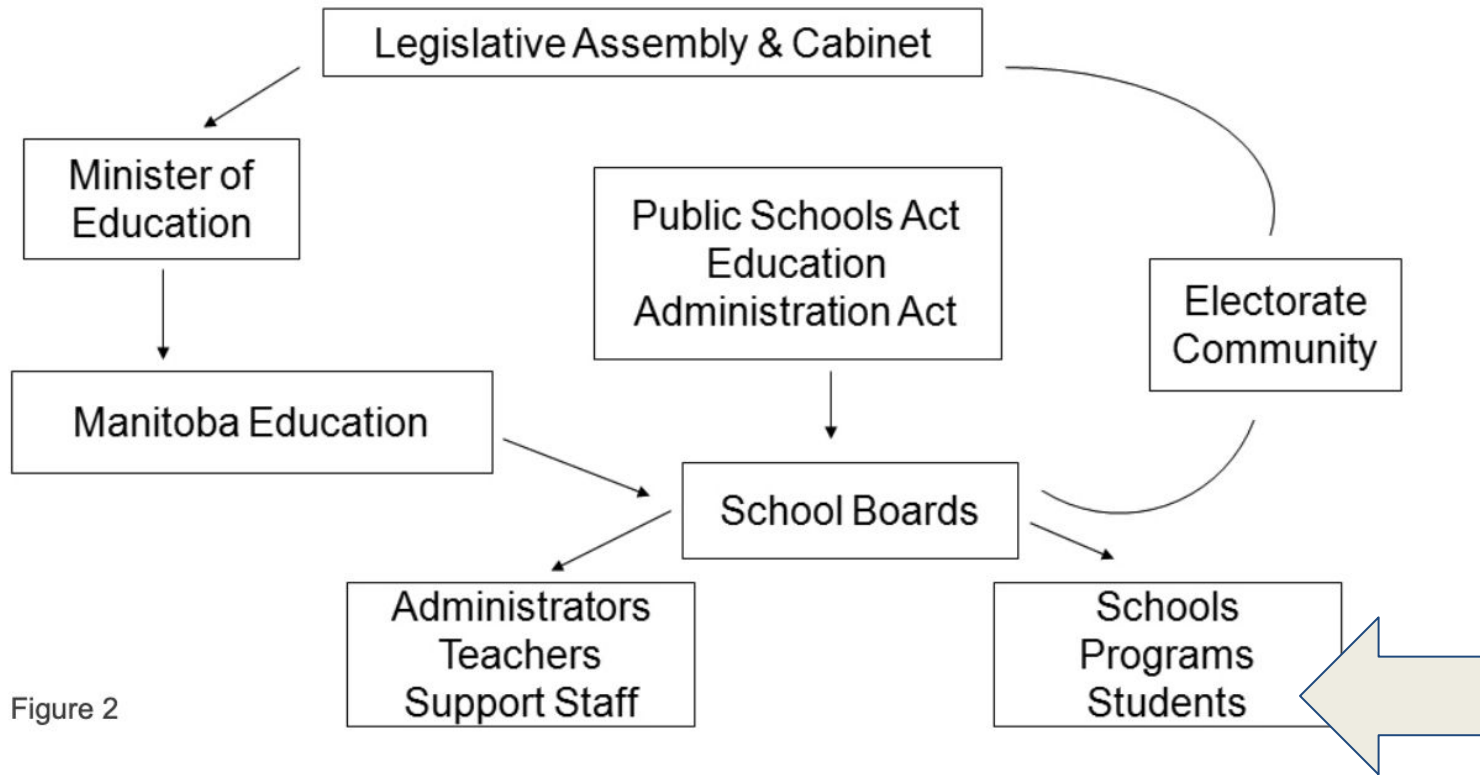 Legislative Assembly & Cabinet
Minister of
Education
Public Schools Act
Education
Administration Act
Electorate
Community
Manitoba Education
School Boards
Administrators
Teachers
Support Staff
Schools
Programs
Students
Figure 2